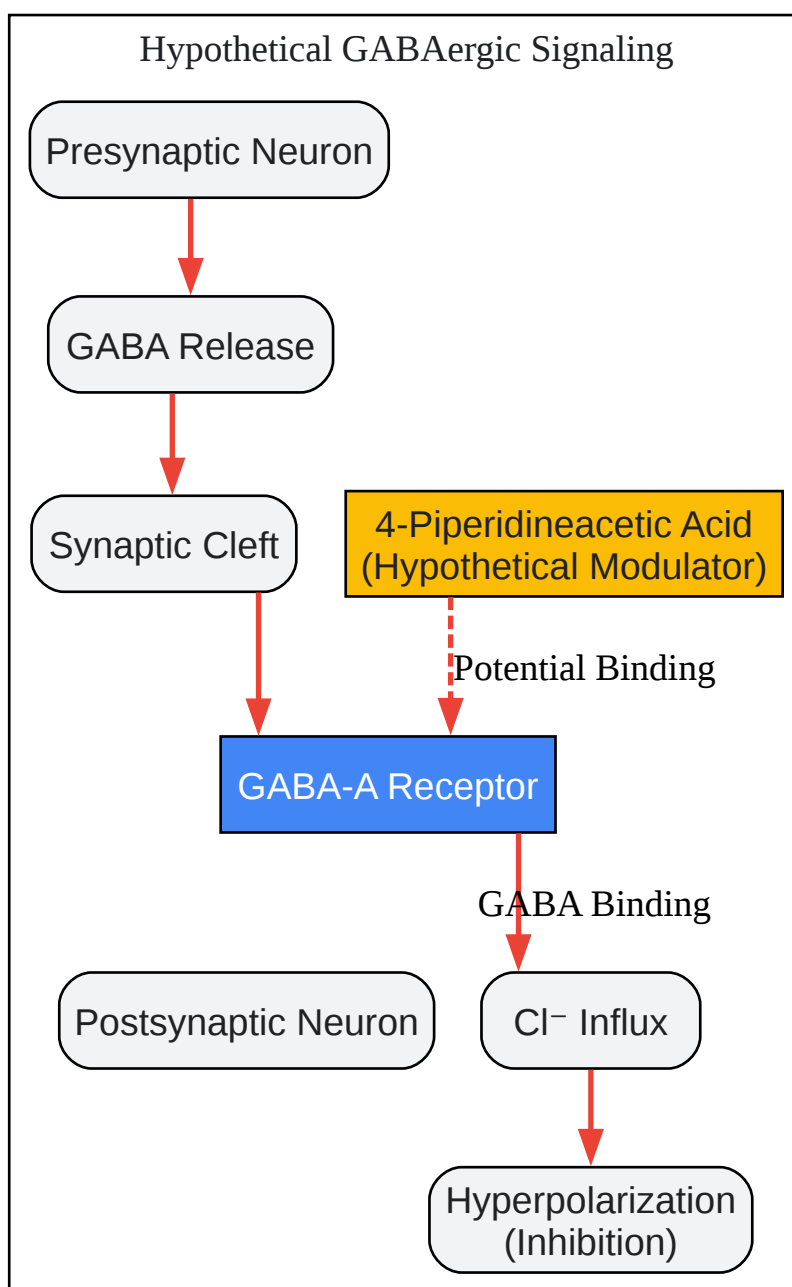 Hypothetical GABAergic Signaling
Presynaptic Neuron
GABA Release
Synaptic Cleft
4-Piperidineacetic Acid
(Hypothetical Modulator)
Potential Binding
GABA-A Receptor
GABA Binding
Postsynaptic Neuron
Cl⁻ Influx
Hyperpolarization
(Inhibition)